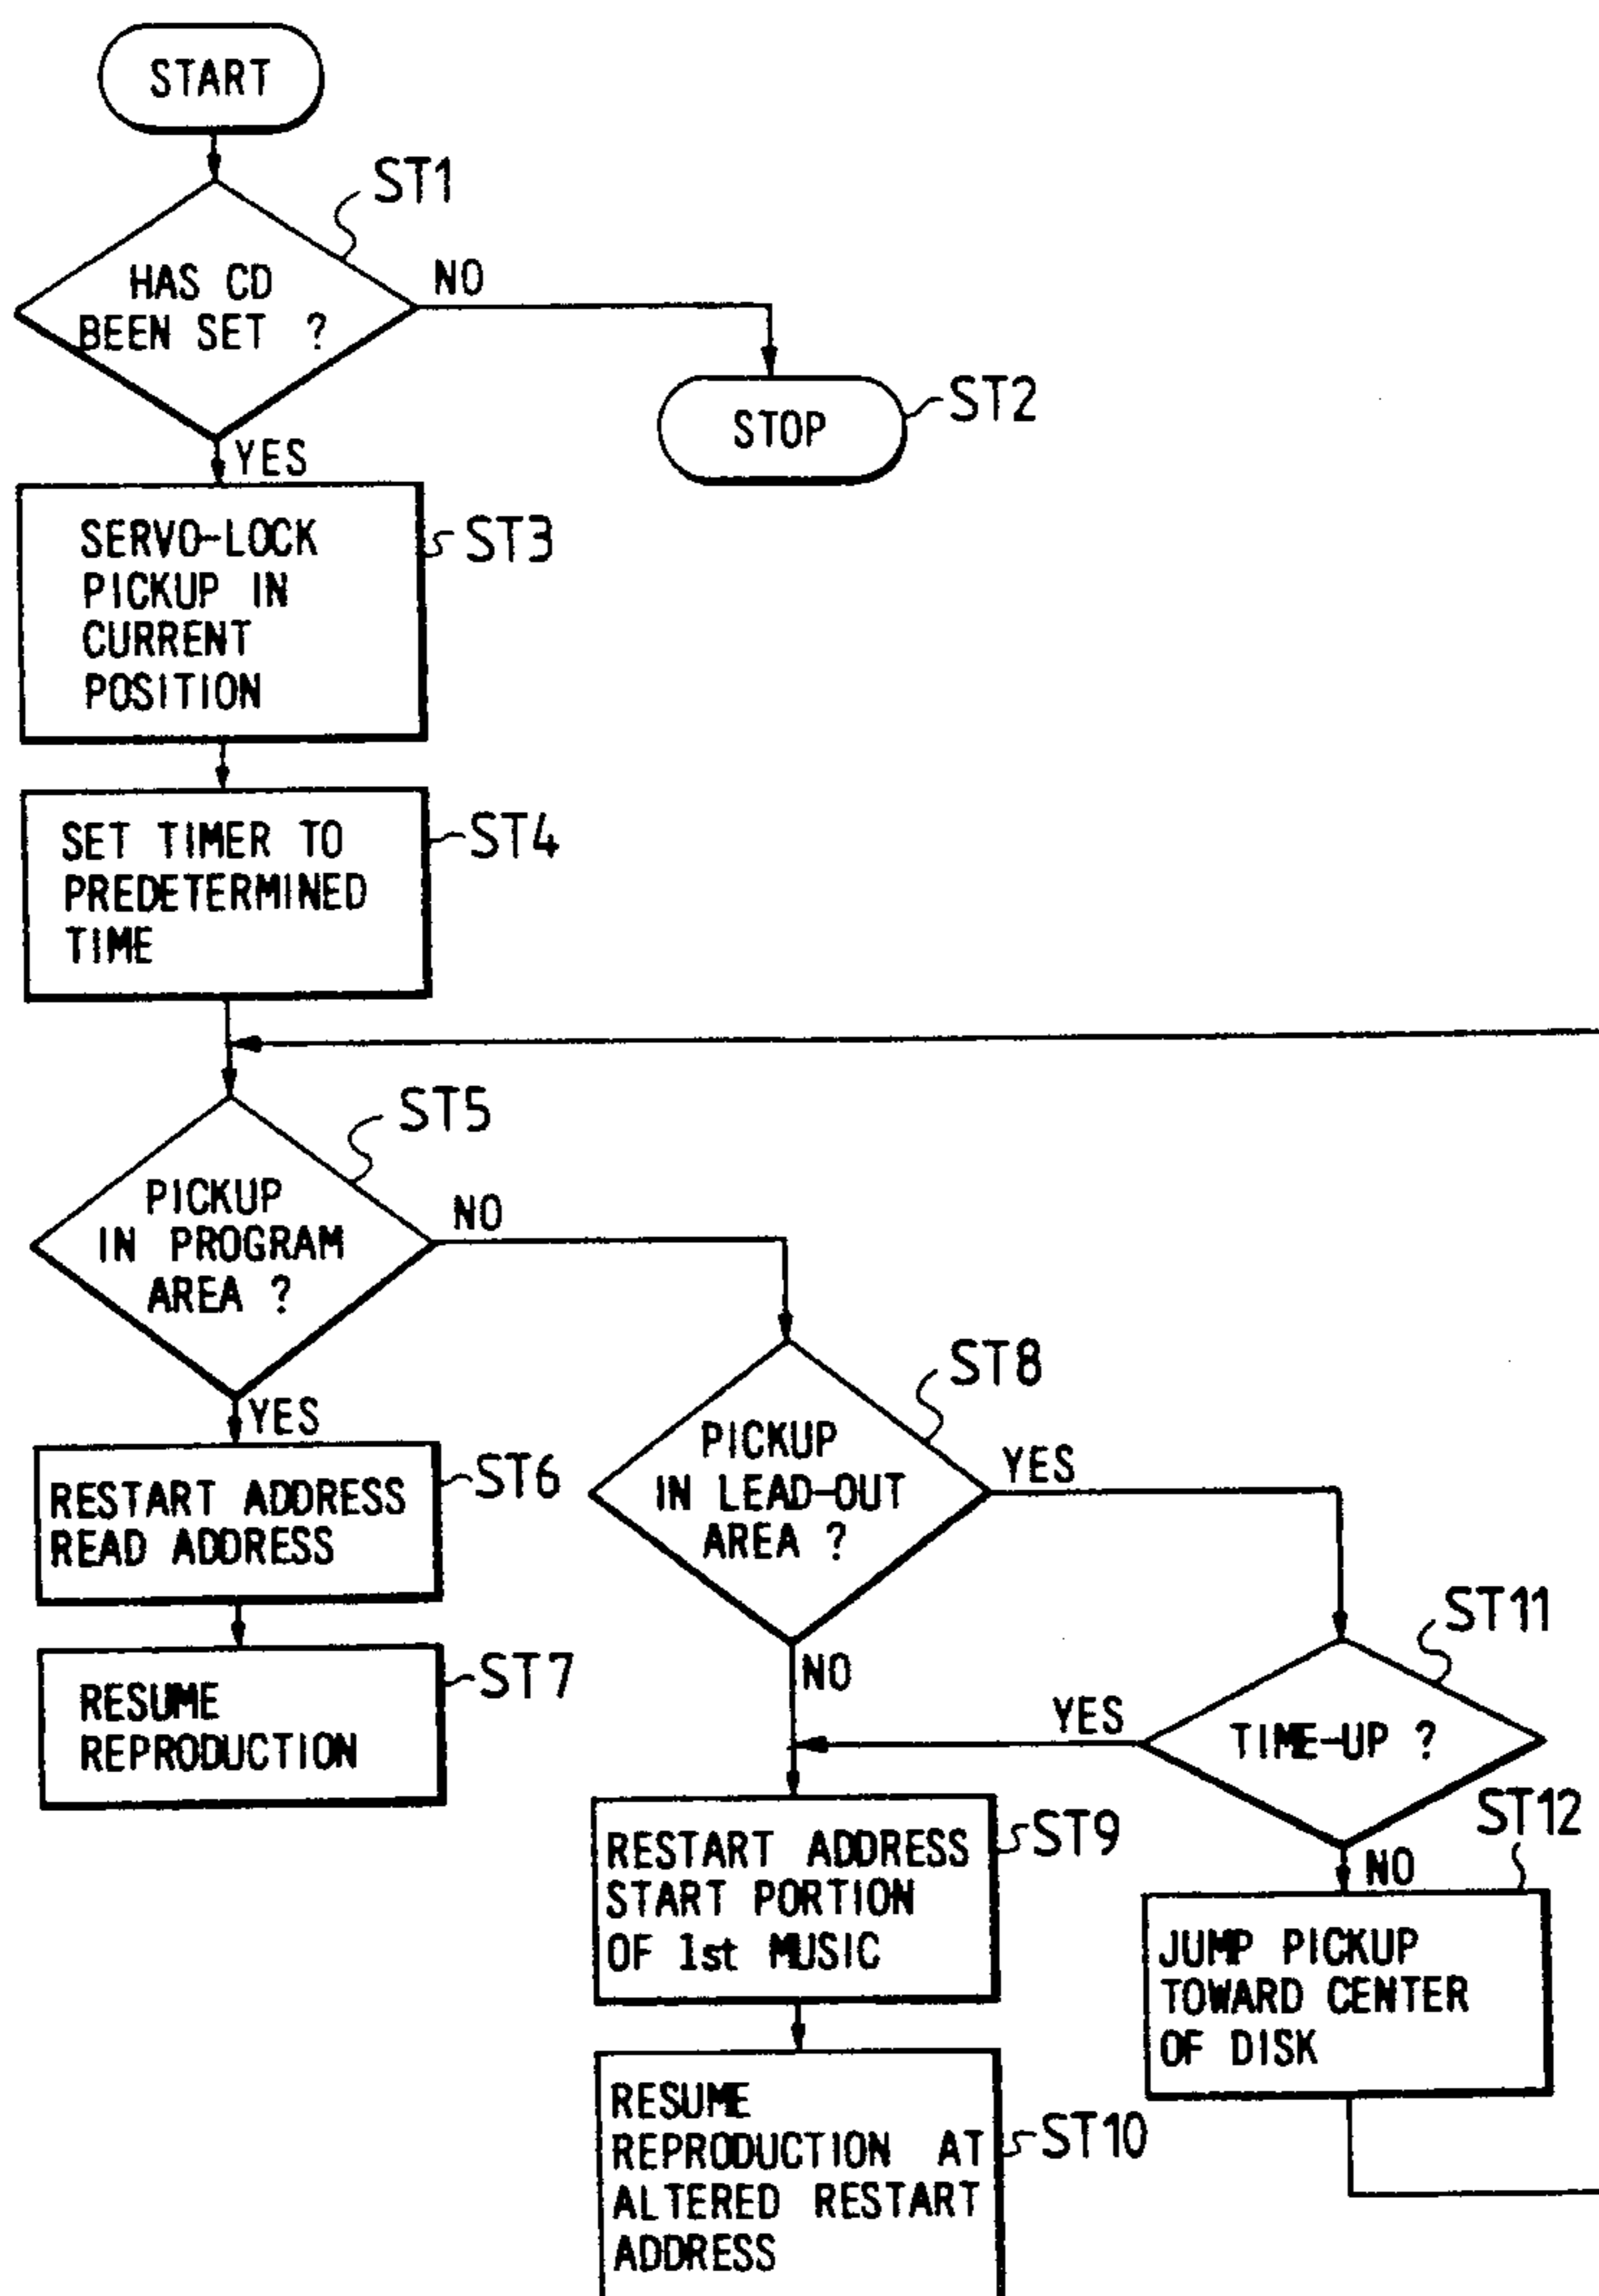 START
ST1
HAS CD
BEEN SET ?
NO
STOP
ST2
YES
SERVO-LOCK
PICKUP IN
CURRENT
POSITION
ST3
SET TIMER TO
PREDETERMINED
TIME
ST4
ST5
PICKUP
IN PROGRAM
AREA ?
NO
YES
RESTART ADDRESS
READ ADDRESS
ST6
RESUME
REPRODUCTION
ST7
ST8
PICKUP
IN LEAD-OUT
AREA ?
YES
NO
ST11
TIME-UP ?
YES
NO
RESTART ADDRESS
START PORTION
OF 1st MUSIC
ST9
ST12
JUMP PICKUP
TOWARD CENTER
OF DISK
RESUME
REPRODUCTION AT
ALTERED RESTART
ADDRESS
ST10